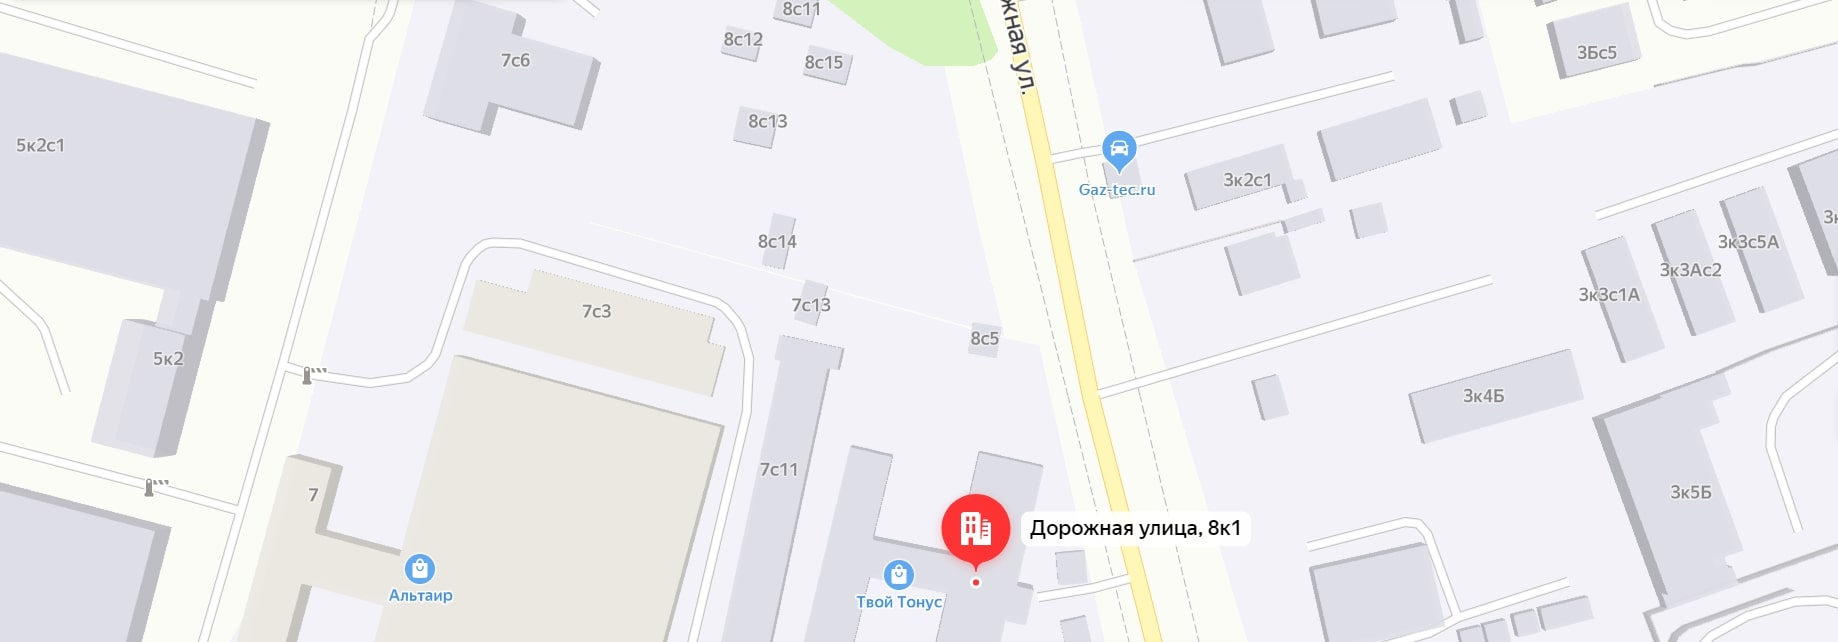 8с11
жная ул.
8с12
7с6
8с15
3Бс5
8с13
5к2с1
Gaz-tec.ru
3к2с1
3к
8с14
3к3с5А
3к3Ас2
3к3с1А
7с13
7с3
8с5
5к2
3к4Б
7с11
7
3к5Б
Дорожная улица, 8к1
Альтаир
Твой Тонус